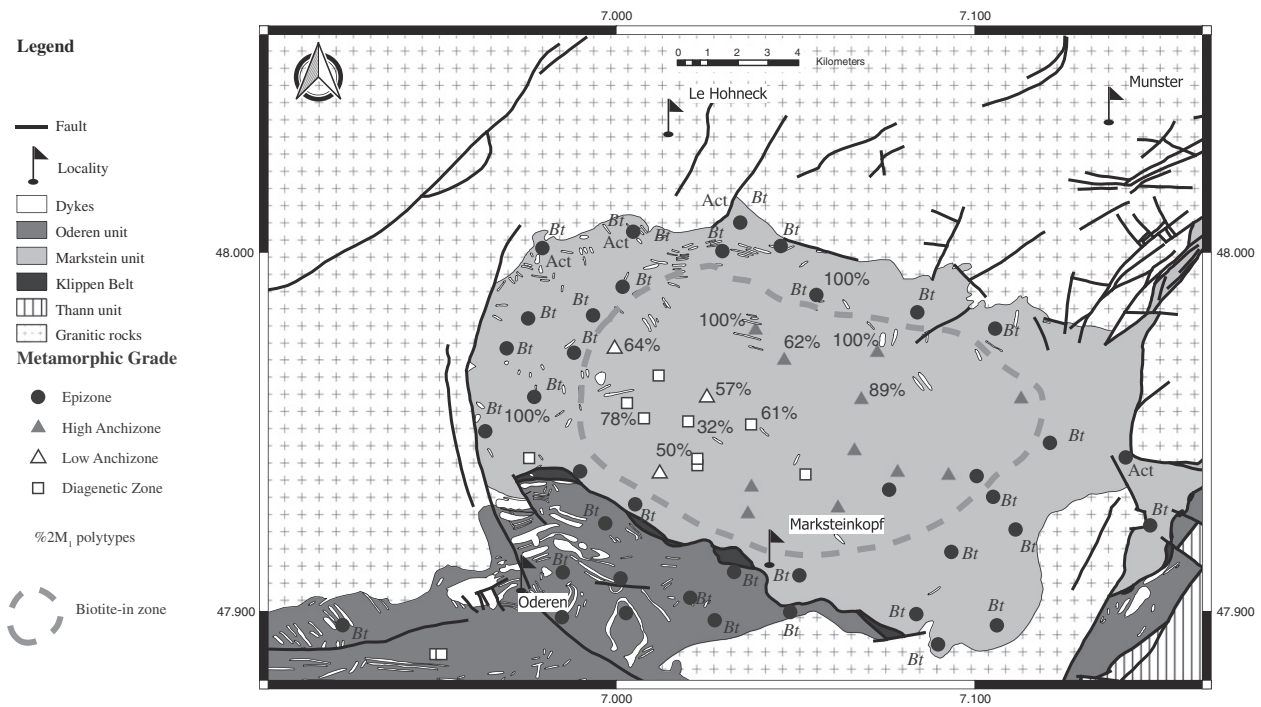 7.000
7.100
Legend
0 1 2 3 4
Kilometers
Le Hohneck
Munster
Fault
Locality
Dykes
Oderen unit
Markstein unit
Klippen Belt
Thann unit
Granitic rocks
Metamorphic Grade
Epizone
High Anchizone
Low Anchizone
Diagenetic Zone
%2M1 polytypes
Biotite-in zone
48.000
48.000
Act
Bt
Bt
Bt
Act
Bt
Bt
Bt
Act
Bt
Bt
100%
Bt
Bt
Bt
100%
62%
100%
Bt
Bt
64%
Bt
Bt
57%
89%
Bt
100%
78%
32%
61%
Bt
50%
Act
Bt
Bt
Bt
Bt
Marksteinkopf
Bt
Bt
Bt
Bt
Bt
Oderen
Bt
47.900
47.900
Bt
Bt
Bt
Bt
Bt
Bt
7.000
7.100